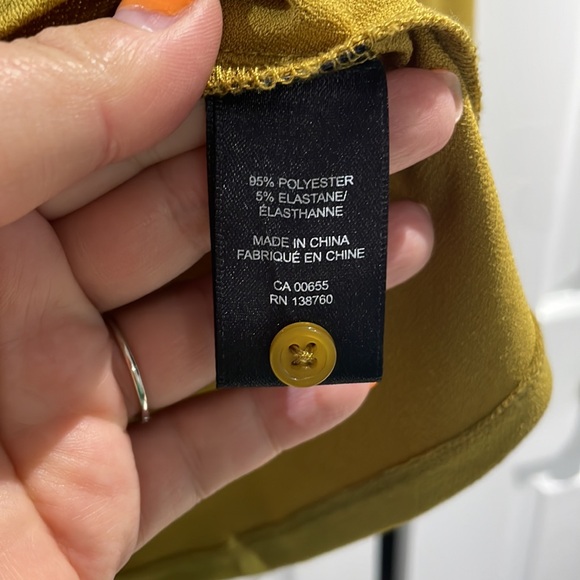 95% POLYESTER
5% ELASTANE/
ÉLASTHANNE
MADE IN CHINA
FABRIQUÉ EN CHINE
CA 00655
RN 138760